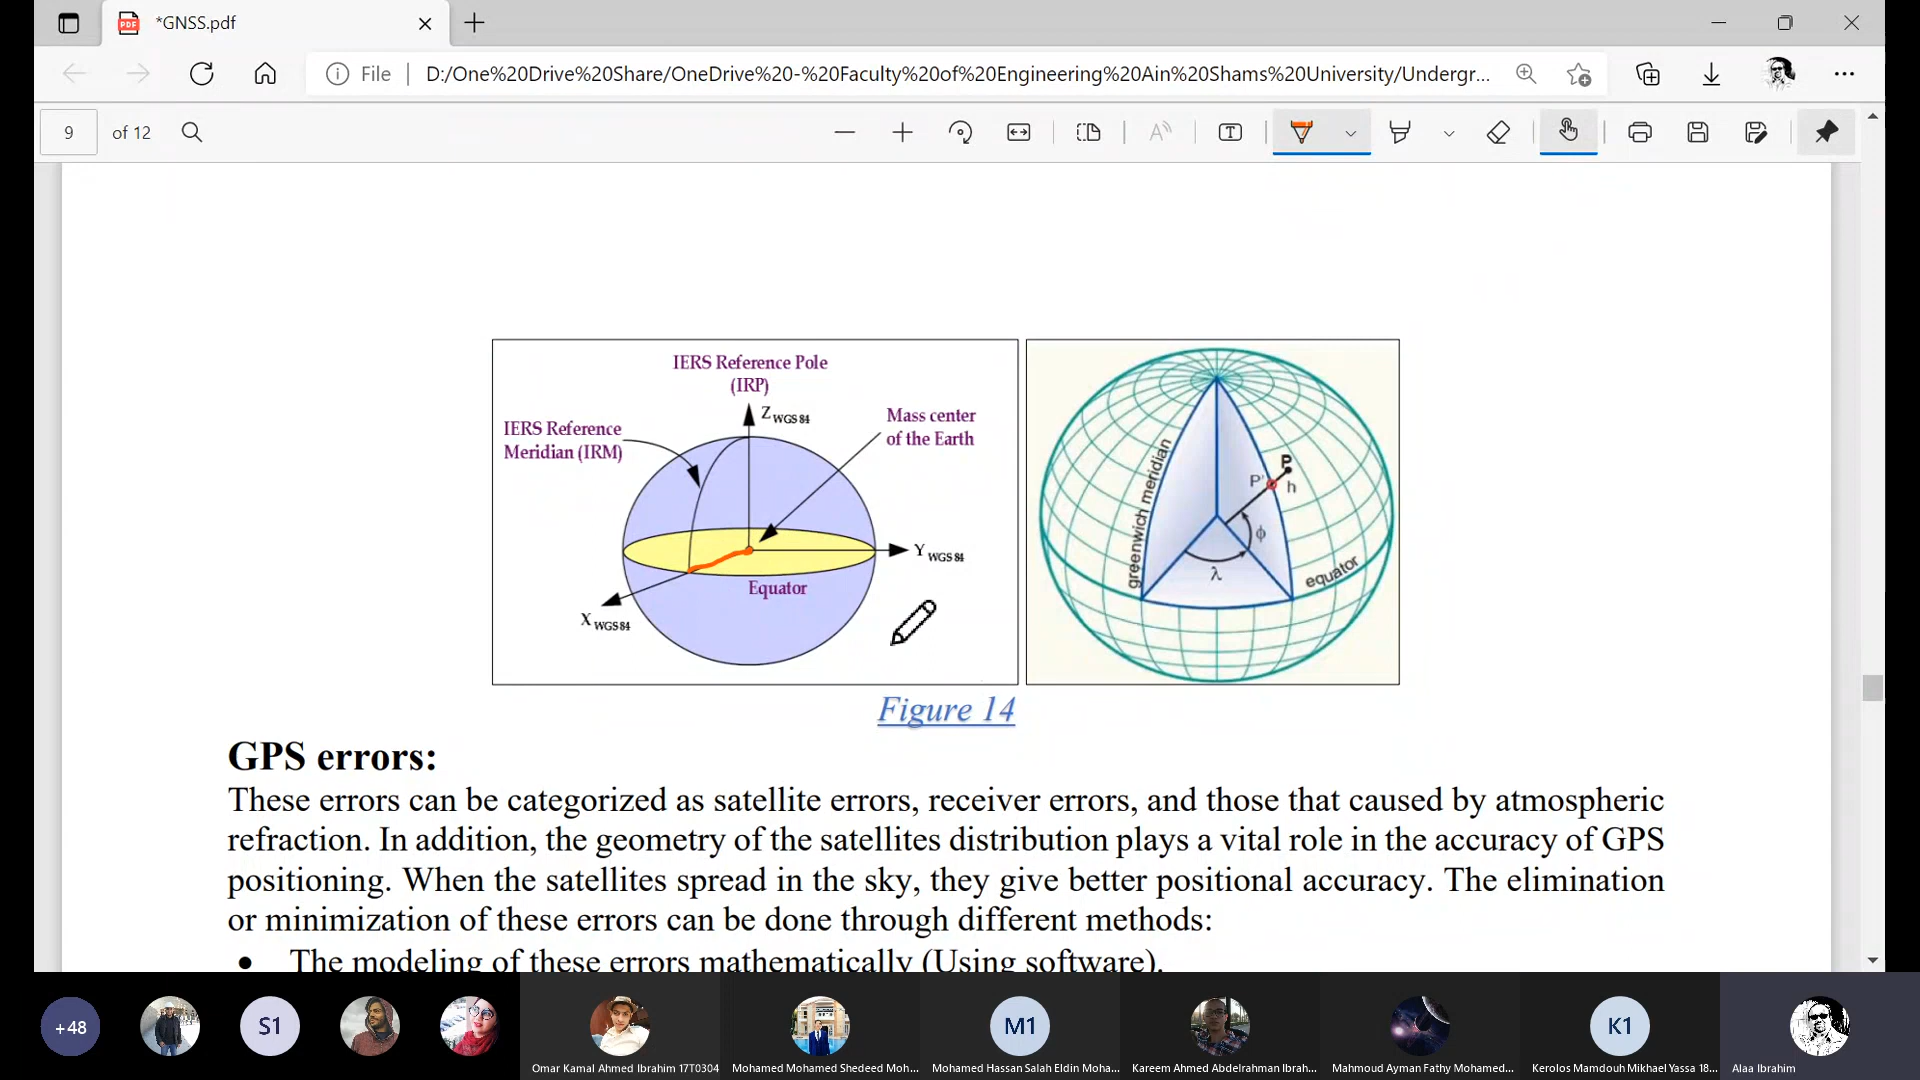 *GNSS.pdf
File
D:/One%20Drive%20Share/OneDrive%20-%20Faculty%20of%20Engineering%20Ain%20Shams%20University/Undergr...
9 of 12
IERS Reference Pole
(IRP)
Z WGS 84
IERS Reference
Meridian (IRM)
Mass center
of the Earth
Y WGS 84
Equator
X WGS 84
greenwich meridian
P
P'
h
ϕ
λ
equator
Figure 14
GPS errors:
These errors can be categorized as satellite errors, receiver errors, and those that caused by atmospheric
refraction. In addition, the geometry of the satellites distribution plays a vital role in the accuracy of GPS
positioning. When the satellites spread in the sky, they give better positional accuracy. The elimination
or minimization of these errors can be done through different methods:
• The modeling of these errors mathematically (Using software).
+48
S1
M1
K1
Omar Kamal Ahmed Ibrahim 17T0304
Mohamed Mohamed Shedeed Moh...
Mohamed Hassan Salah Eldin Moha...
Kareem Ahmed Abdelrahman Ibrah...
Mahmoud Ayman Fathy Mohamed...
Kerolos Mamdouh Mikhael Yassa 18...
Alaa Ibrahim